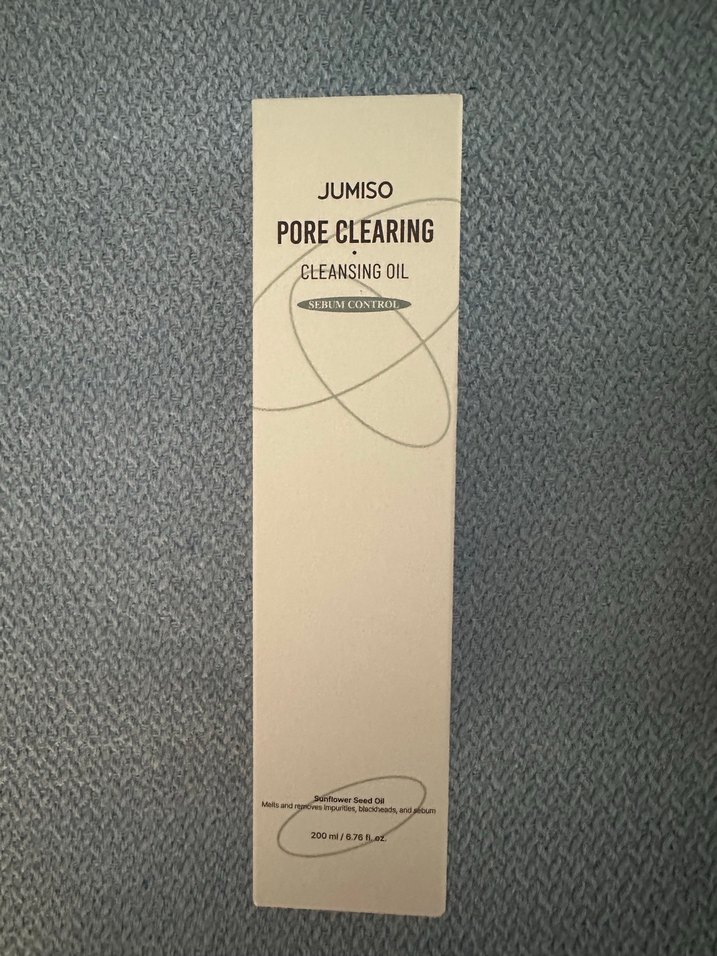 JUMISO
PORE CLEARING
•
CLEANSING OIL
SEBUM CONTROL
Sunflower Seed Oil
Melts and removes impurities, blackheads, and sebum
200 ml / 6.76 fl. oz.